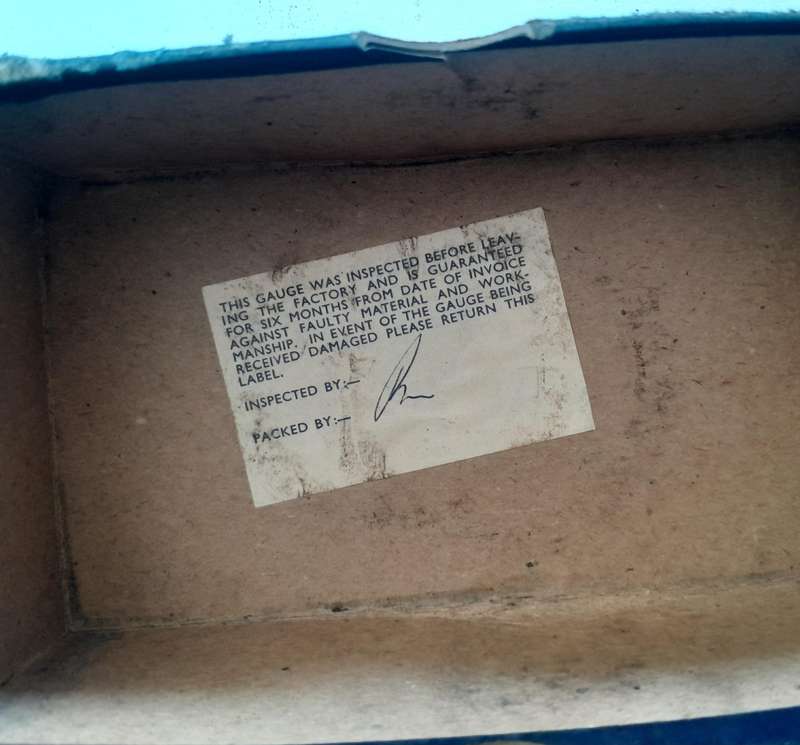 THIS GAUGE WAS INSPECTED BEFORE LEAV-
ING THE FACTORY AND IS GUARANTEED
FOR SIX MONTHS FROM DATE OF INVOICE
AGAINST FAULTY MATERIAL AND WORK-
MANSHIP. IN EVENT OF THE GAUGE BEING
RECEIVED DAMAGED PLEASE RETURN THIS
LABEL.
INSPECTED BY:—
PACKED BY:—